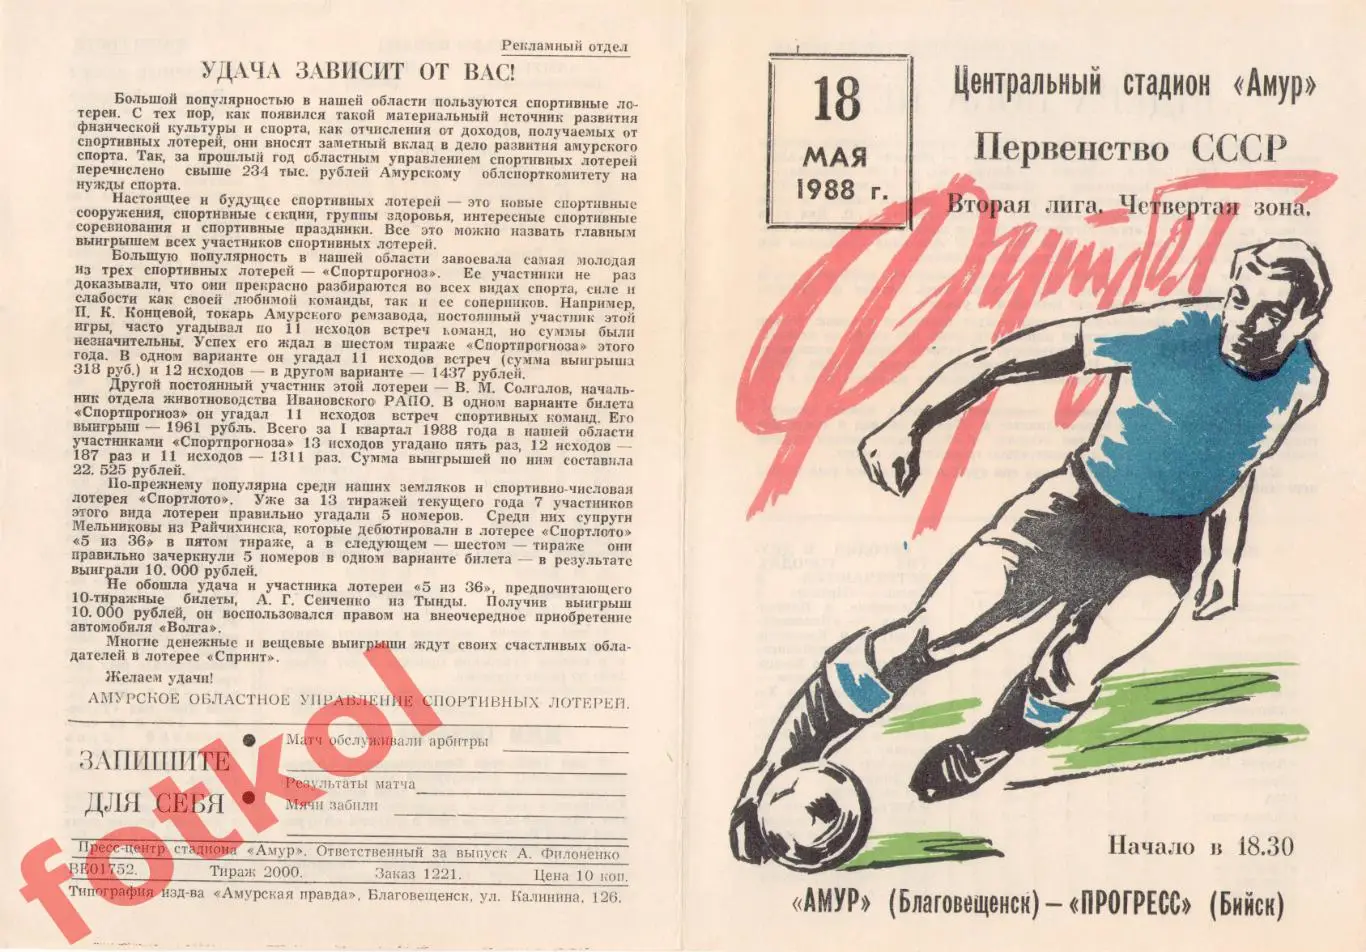 Рекламный отдел
УДАЧА ЗАВИСИТ ОТ ВАС!
Большой популярностью в нашей области пользуются спортивные ло-
тереи. С тех пор, как появился такой материальный источник развития
физической культуры и спорта, как отчисления от доходов, получаемых от
спортивных лотерей, они вносят заметный вклад в дело развития амурского
спорта. Так, за прошлый год областным управлением спортивных лотерей
перечислено свыше 234 тыс. рублей Амурскому облспорткомитету на
нужды спорта.
Настоящее и будущее спортивных лотерей — это новые спортивные
сооружения, спортивные секции, группы здоровья, интересные спортивные
соревнования и спортивные праздники. Все это можно назвать главным
выигрышем всех участников спортивных лотерей.
Большую популярность в нашей области завоевала самая молодая
из трех спортивных лотерей — «Спортпрогноз». Ее участники не раз
доказывали, что они прекрасно разбираются во всех видах спорта, силе и
слабости как своей любимой команды, так и ее соперников. Например,
П. К. Концевой, токарь Амурского ремзавода, постоянный участник этой
игры, часто угадывал по 11 исходов встреч команд, но суммы были
незначительны. Успех его ждал в шестом тираже «Спортпрогноза» этого
года. В одном варианте он угадал 11 исходов встреч (сумма выигрыша
318 руб.) и 12 исходов — в другом варианте — 1437 рублей.
Другой постоянный участник этой лотереи — В. М. Солгалов, началь-
ник отдела животноводства Ивановского РАПО. В одном варианте билета
«Спортпрогноз» он угадал 11 исходов встреч спортивных команд. Его
выигрыш — 1961 рубль. Всего за I квартал 1988 года в нашей области
участниками «Спортпрогноза» 13 исходов угадано пять раз, 12 исходов —
187 раз и 11 исходов — 1311 раз. Сумма выигрышей по ним составила
22. 525 рублей.
По-прежнему популярна среди наших земляков и спортивно-числовая
лотерея «Спортлото». Уже за 13 тиражей текущего года 7 участников
этого вида лотереи правильно угадали 5 номеров. Среди них супруги
Мельниковы из Райчихинска, которые дебютировали в лотерее «Спортлото»
«5 из 36» в пятом тираже, а в следующем — шестом — тираже они
правильно зачеркнули 5 номеров в одном варианте билета — в результате
выиграли 10. 000 рублей.
Не обошла удача и участника лотереи «5 из 36», предпочитающего
10-тиражные билеты, А. Г. Сенченко из Тынды. Получив выигрыш
10. 000 рублей, он воспользовался правом на внеочередное приобретение
автомобиля «Волга».
Многие денежные и вещевые выигрыши ждут своих счастливых обла-
дателей в лотерее «Спринт».
Желаем удачи!
АМУРСКОЕ ОБЛАСТНОЕ УПРАВЛЕНИЕ СПОРТИВНЫХ ЛОТЕРЕЙ.
ЗАПИШИТЕ
ДЛЯ СЕБЯ
Матч обслуживали арбитры
Результаты матча
Мячи забили
Пресс-центр стадиона «Амур». Ответственный за выпуск А. Филоненко
ВЕ01752. Тираж 2000. Заказ 1221. Цена 10 коп.
Типография изд-ва «Амурская правда», Благовещенск, ул. Калинина, 126.
fotkol
18
МАЯ
1988 г.
Центральный стадион «Амур»
Первенство СССР
Вторая лига. Четвертая зона.
Футбол
Начало в 18.30
«АМУР» (Благовещенск) — «ПРОГРЕСС» (Бийск)